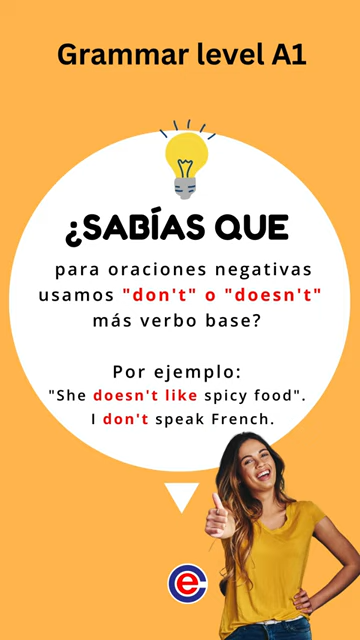 Grammar level A1
¿SABÍAS QUE
para oraciones negativas
usamos "don't" o "doesn't"
más verbo base?
Por ejemplo:
"She doesn't like spicy food".
I don't speak French.
e